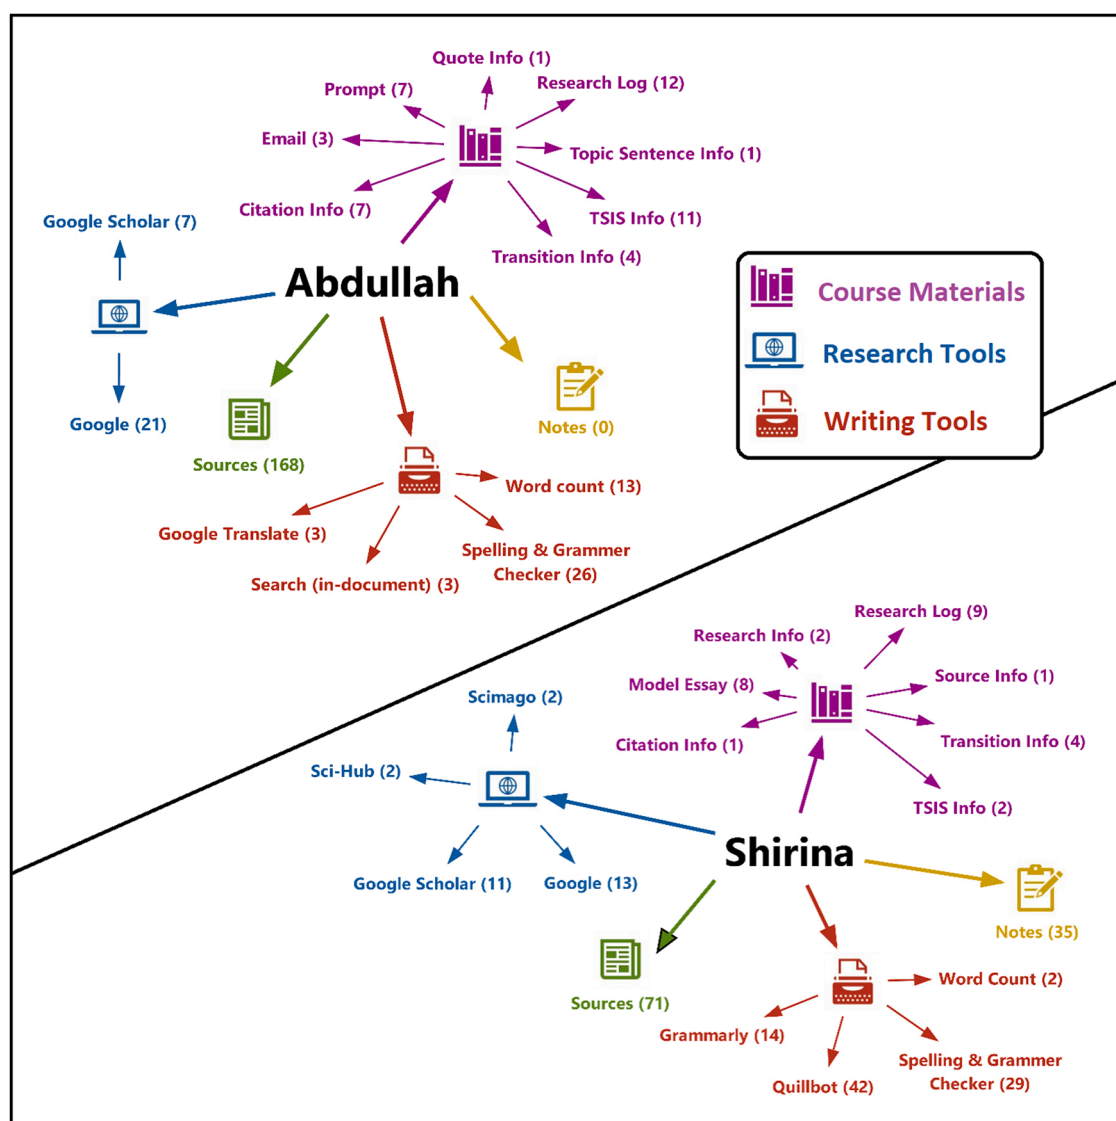 Quote Info (1)
Prompt (7)
Research Log (12)
Email (3)
Topic Sentence Info (1)
Citation Info (7)
TSIS Info (11)
Transition Info (4)
Google Scholar (7)
Abdullah
Google (21)
Sources (168)
Notes (0)
Word count (13)
Google Translate (3)
Spelling & Grammer
Checker (26)
Search (in-document) (3)
Course Materials
Research Tools
Writing Tools
Research Log (9)
Research Info (2)
Source Info (1)
Model Essay (8)
Citation Info (1)
Transition Info (4)
TSIS Info (2)
Scimago (2)
Sci-Hub (2)
Google Scholar (11)
Google (13)
Shirina
Notes (35)
Sources (71)
Word Count (2)
Grammarly (14)
Spelling & Grammer
Checker (29)
Quillbot (42)